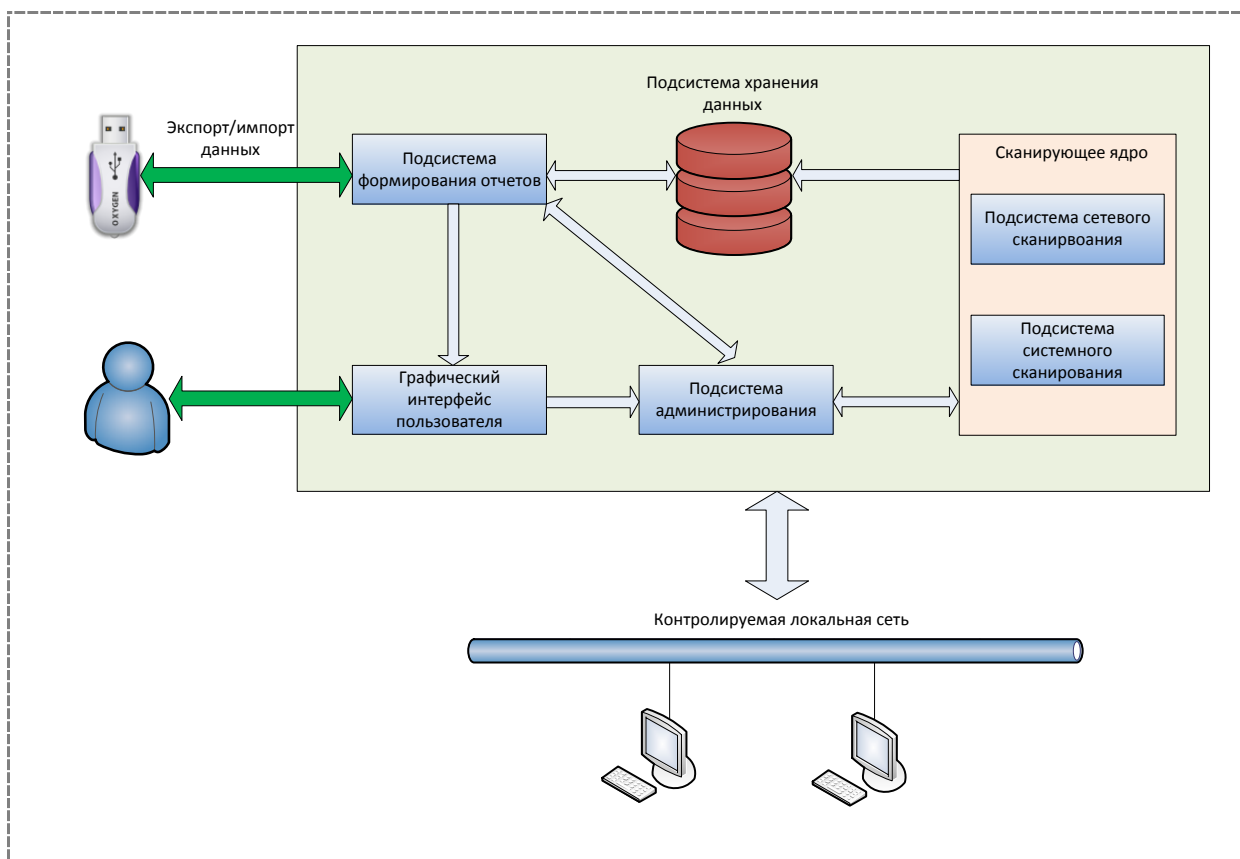 Подсистема хранения
данных
Экспорт/импорт
данных
OXYGEN
Подсистема
формирования отчетов
Сканирующее ядро
Подсистема сетевого
сканирвоания
Подсистема
системного
сканирования
Графический
интерфейс
пользователя
Подсистема
администрирования
Контролируемая локальная сеть